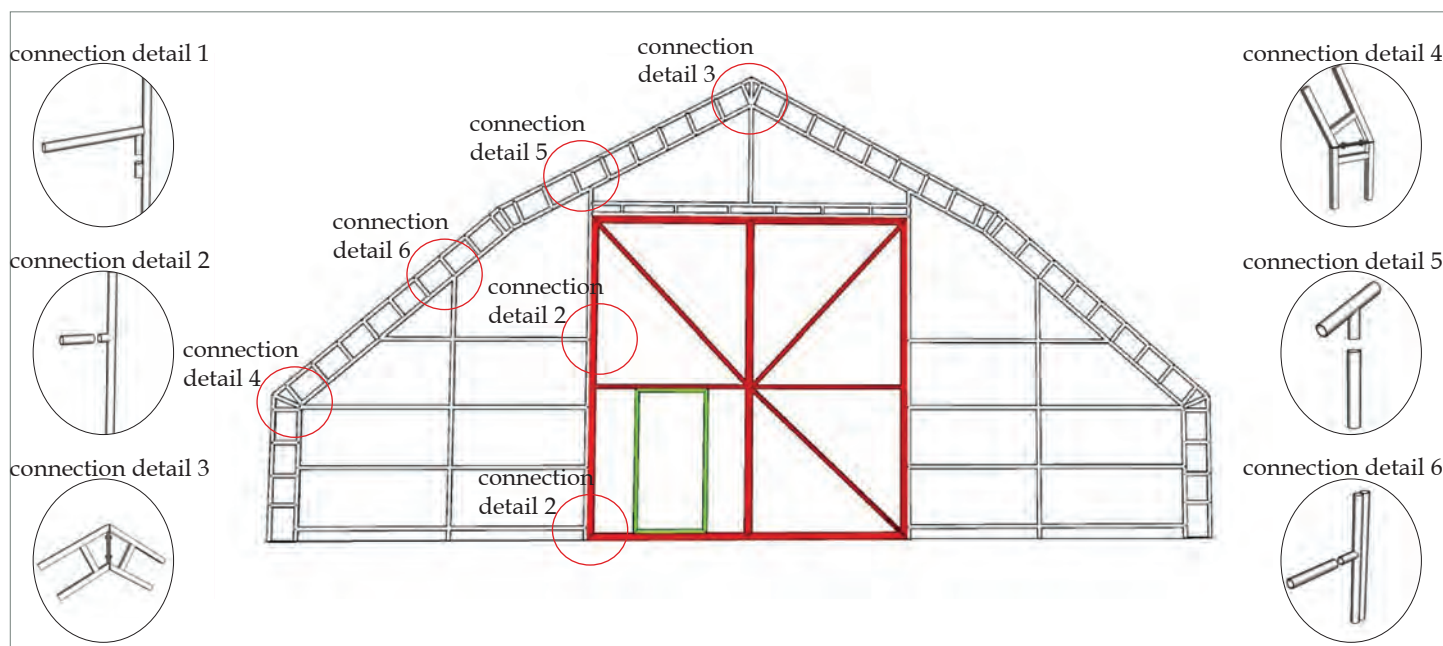 connection detail 1
connection detail 2
connection detail 3
connection
detail 3
connection
detail 5
connection
detail 6
connection
detail 2
connection
detail 4
connection
detail 2
connection detail 4
connection detail 5
connection detail 6